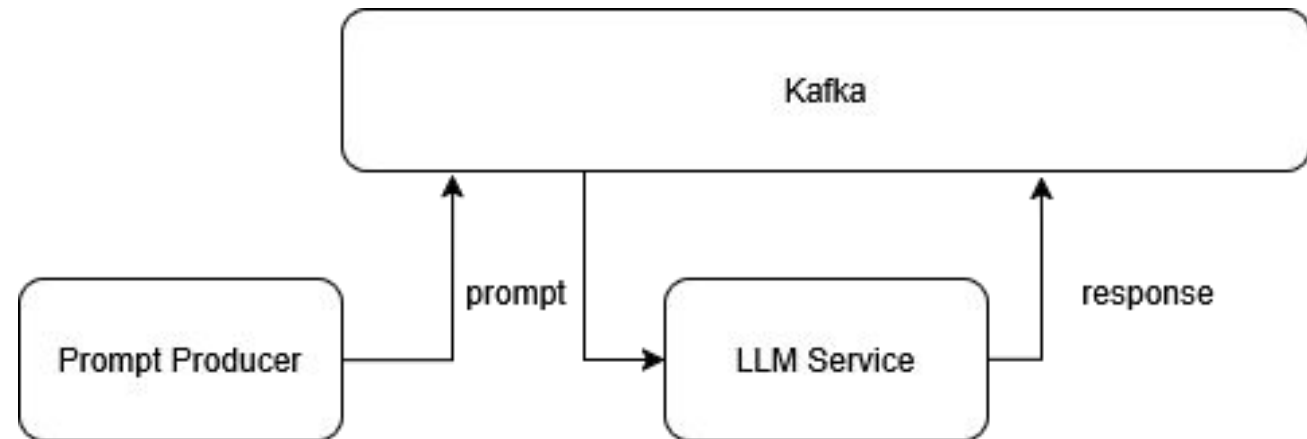 Kafka
prompt
response
Prompt Producer
LLM Service